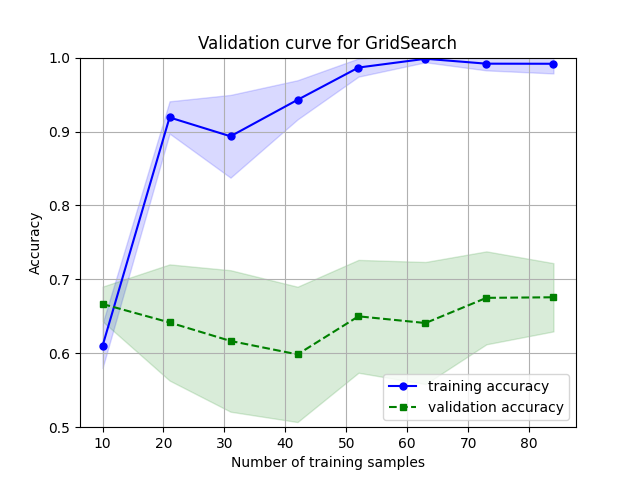 Validation curve for GridSearch
1.0
0.9
0.8
0.7
0.6
0.5
Accuracy
training accuracy
validation accuracy
10 20 30 40 50 60 70 80
Number of training samples